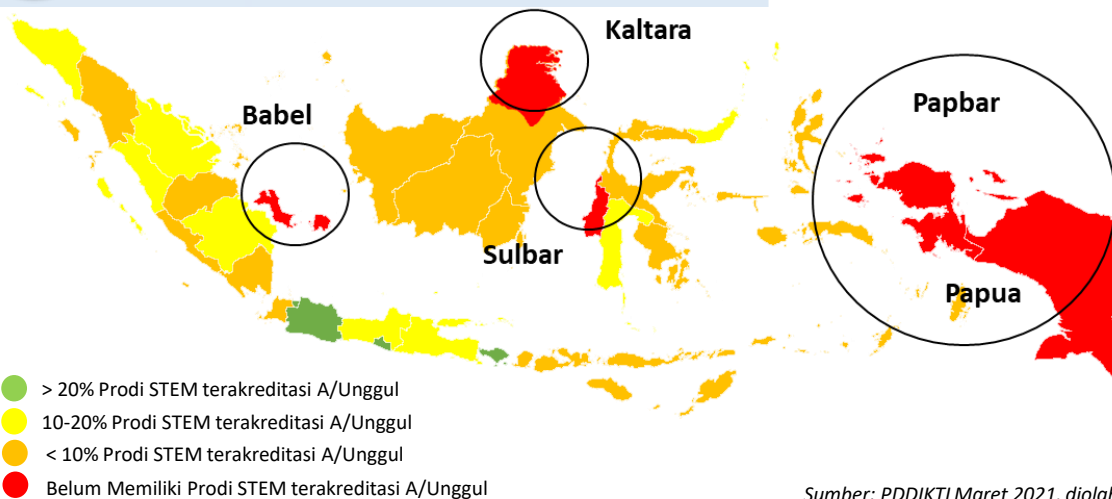 Kaltara
Babel
Papbar
Sulbar
Papua
> 20% Prodi STEM terakreditasi A/Unggul
10-20% Prodi STEM terakreditasi A/Unggul
< 10% Prodi STEM terakreditasi A/Unggul
Belum Memiliki Prodi STEM terakreditasi A/Unggul
Sumber: PDDIKTI Maret 2021, diolah